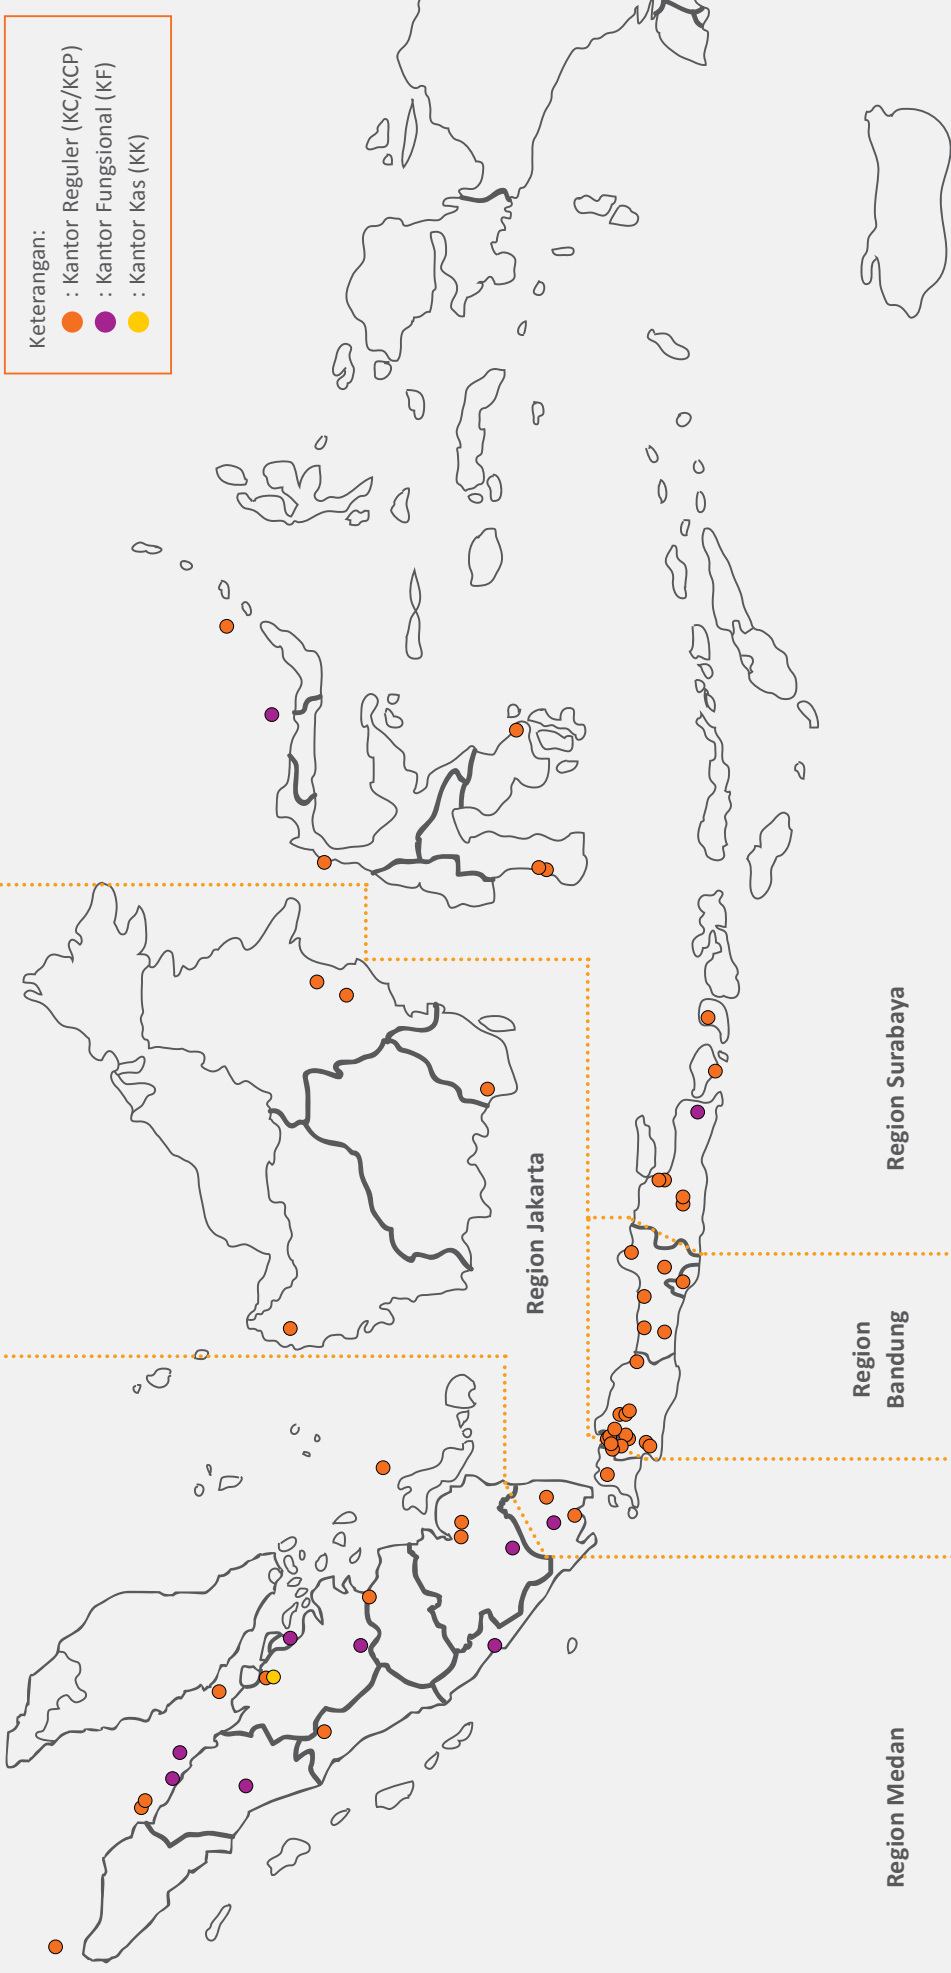 Keterangan:
: Kantor Reguler (KC/KCP)
: Kantor Fungsional (KF)
: Kantor Kas (KK)
Region Jakarta
Region Medan
Region
Bandung
Region Surabaya